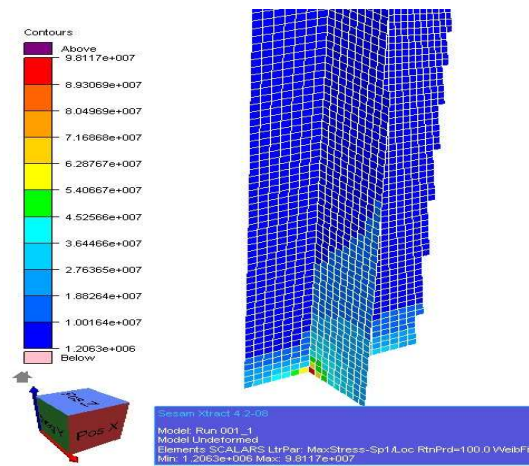 Contours
Above
9.8117e+007
8.93069e+007
8.04969e+007
7.16868e+007
6.28767e+007
5.40667e+007
4.52566e+007
3.64466e+007
2.76365e+007
1.88264e+007
1.00164e+007
1.2063e+006
Below
Pos X
Sesam Xtract 4.2-08
Model: Run 001_1
Model Undeformed
Elements SCALARS LtrPar: MaxStress-Sp1/Loc RtnPrd=100.0 WeibP
Min: 1.2063e+006 Max: 9.8117e+007